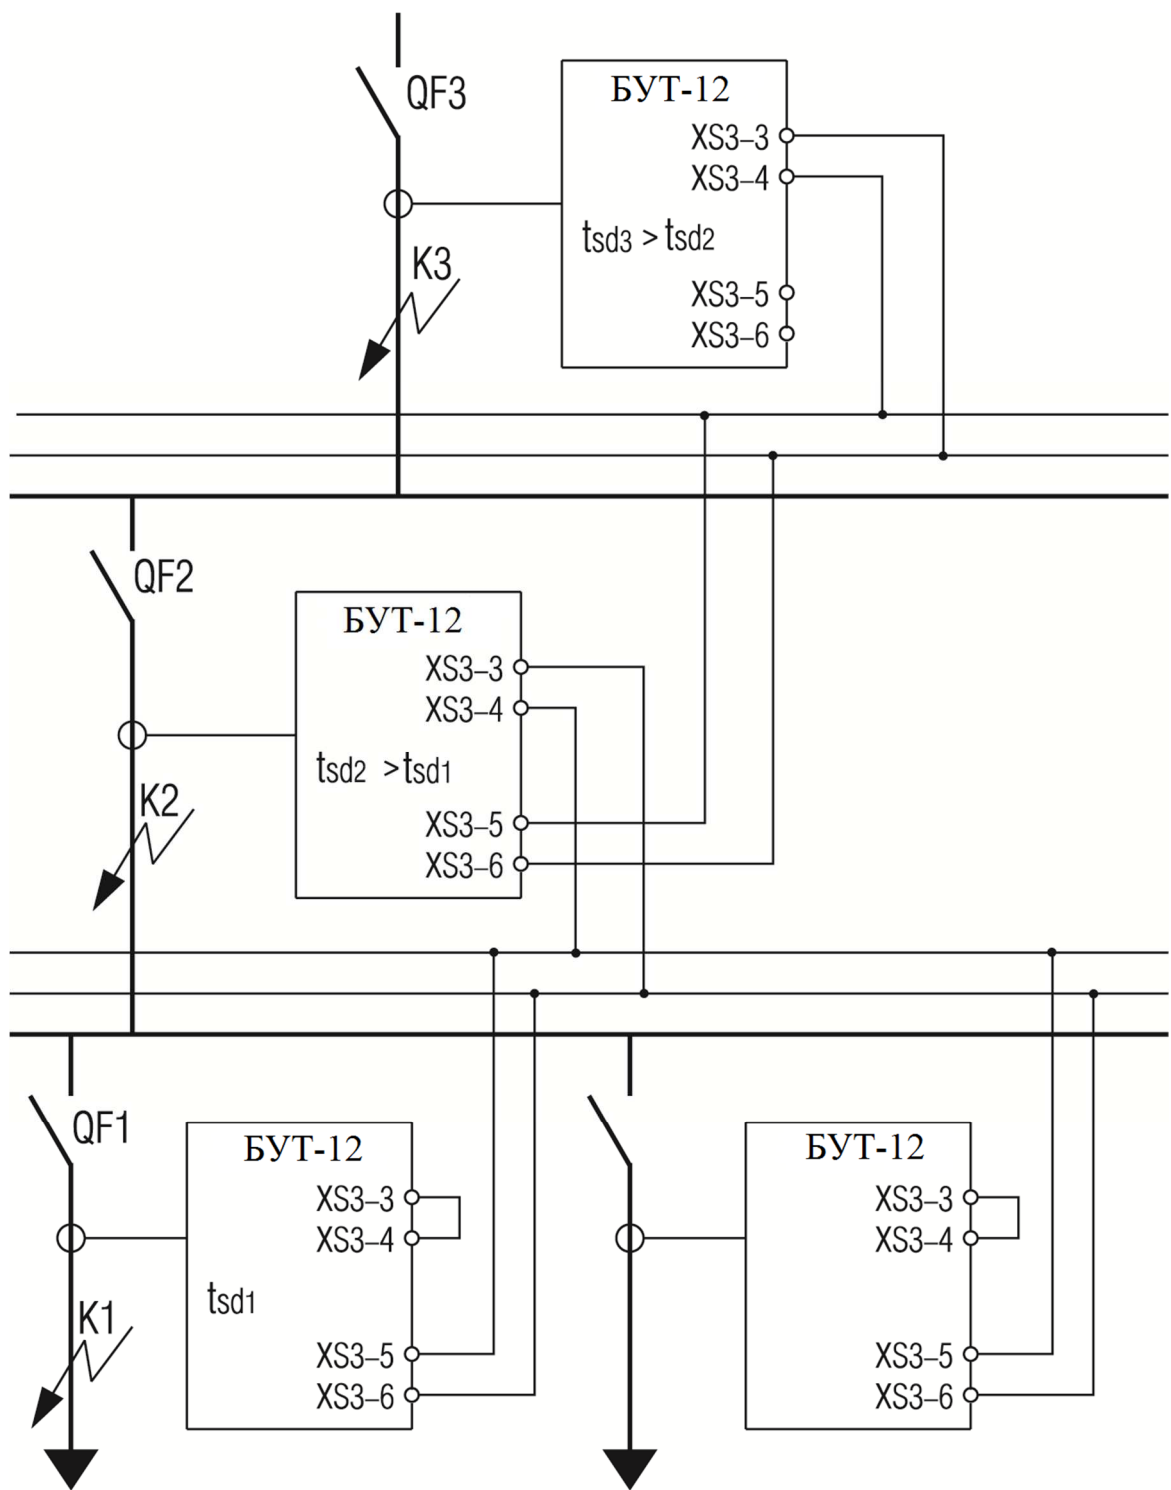 QF3
БУТ-12
XS3–3
XS3–4
tsd3 > tsd2
K3
XS3–5
XS3–6
QF2
БУТ-12
XS3–3
XS3–4
tsd2 >tsd1
K2
XS3–5
XS3–6
QF1
БУТ-12
XS3–3
XS3–4
tsd1
K1
XS3–5
XS3–6
БУТ-12
XS3–3
XS3–4
XS3–5
XS3–6